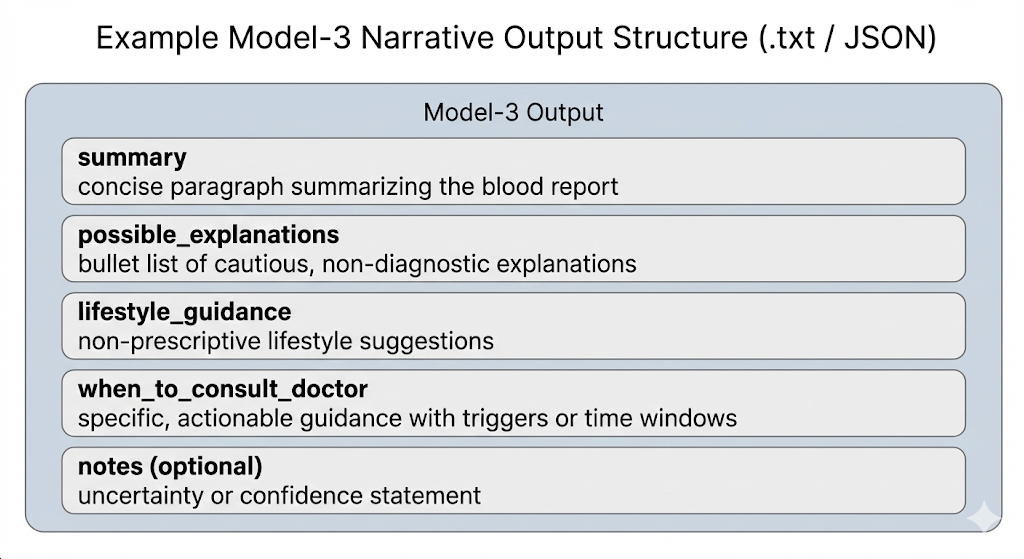 Example Model-3 Narrative Output Structure (.txt / JSON)
Model-3 Output
summary
concise paragraph summarizing the blood report
possible_explanations
bullet list of cautious, non-diagnostic explanations
lifestyle_guidance
non-prescriptive lifestyle suggestions
when_to_consult_doctor
specific, actionable guidance with triggers or time windows
notes (optional)
uncertainty or confidence statement